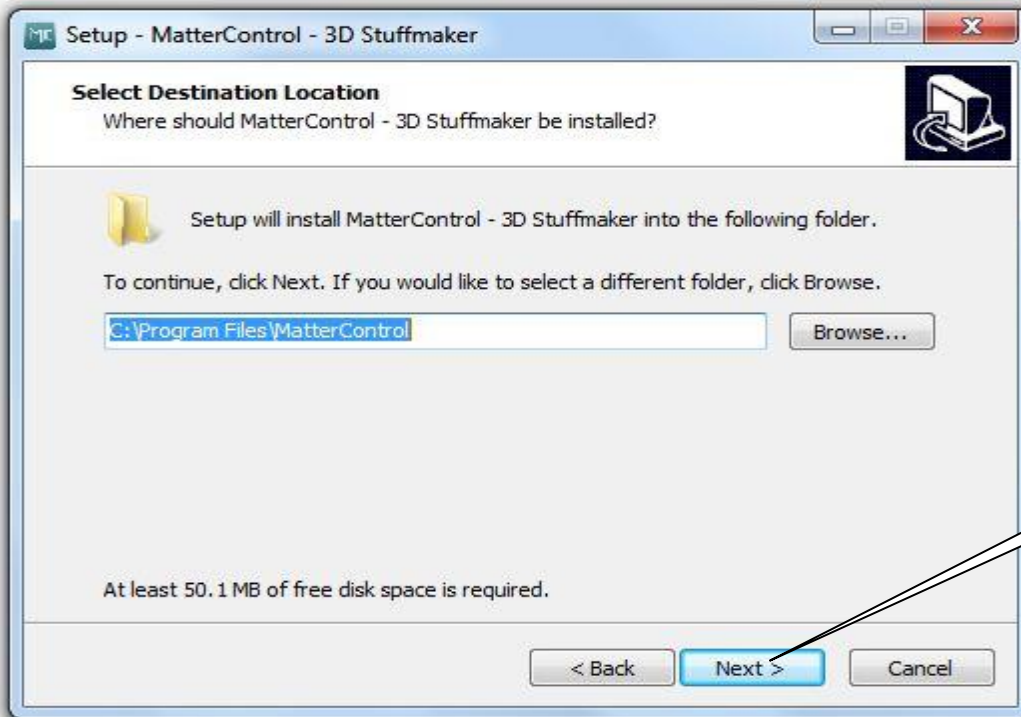 MC Setup - MatterControl - 3D Stuffmaker
Select Destination Location
Where should MatterControl - 3D Stuffmaker be installed?
Setup will install MatterControl - 3D Stuffmaker into the following folder.
To continue, click Next. If you would like to select a different folder, click Browse.
C:\Program Files\MatterControl Browse...
At least 50.1 MB of free disk space is required.
< Back Next > Cancel